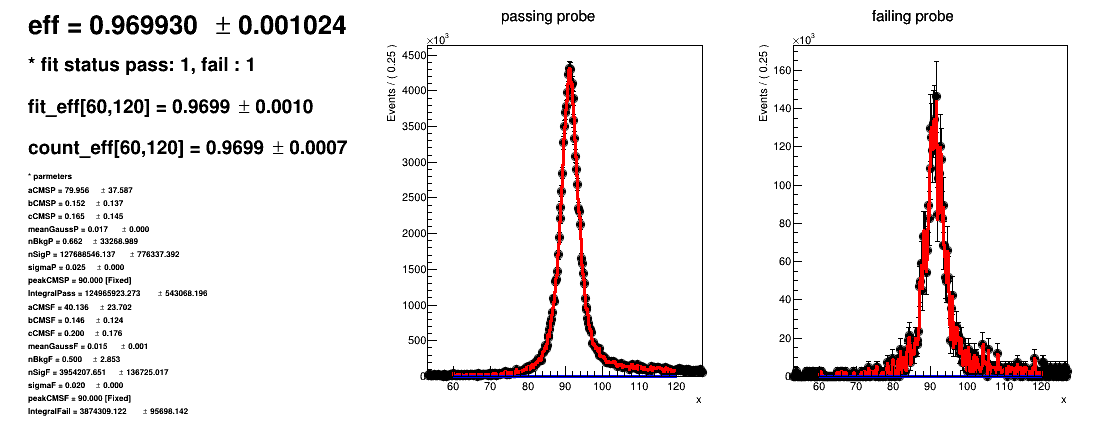 eff = 0.969930 ± 0.001024
* fit status pass: 1, fail : 1
fit_eff[60,120] = 0.9699 ± 0.0010
count_eff[60,120] = 0.9699 ± 0.0007
* parmeters
aCMSP = 79.956 ± 37.587
bCMSP = 0.152 ± 0.137
cCMSP = 0.165 ± 0.145
meanGaussP = 0.017 ± 0.000
nBkgP = 0.662 ± 33268.989
nSigP = 127688546.137 ± 776337.392
sigmaP = 0.025 ± 0.000
peakCMSP = 90.000 [Fixed]
IntegralPass = 124965923.273 ± 543068.196
aCMSF = 40.136 ± 23.702
bCMSF = 0.146 ± 0.124
cCMSF = 0.200 ± 0.176
meanGaussF = 0.015 ± 0.001
nBkgF = 0.500 ± 2.853
nSigF = 3954207.651 ± 136725.017
sigmaF = 0.020 ± 0.000
peakCMSF = 90.000 [Fixed]
IntegralFail = 3874309.122 ± 95698.142
passing probe
×10³
Events / ( 0.25 )
4500
4000
3500
3000
2500
2000
1500
1000
500
0
60 70 80 90 100 110 120
x
failing probe
×10³
Events / ( 0.25 )
160
140
120
100
80
60
40
20
0
60 70 80 90 100 110 120
x